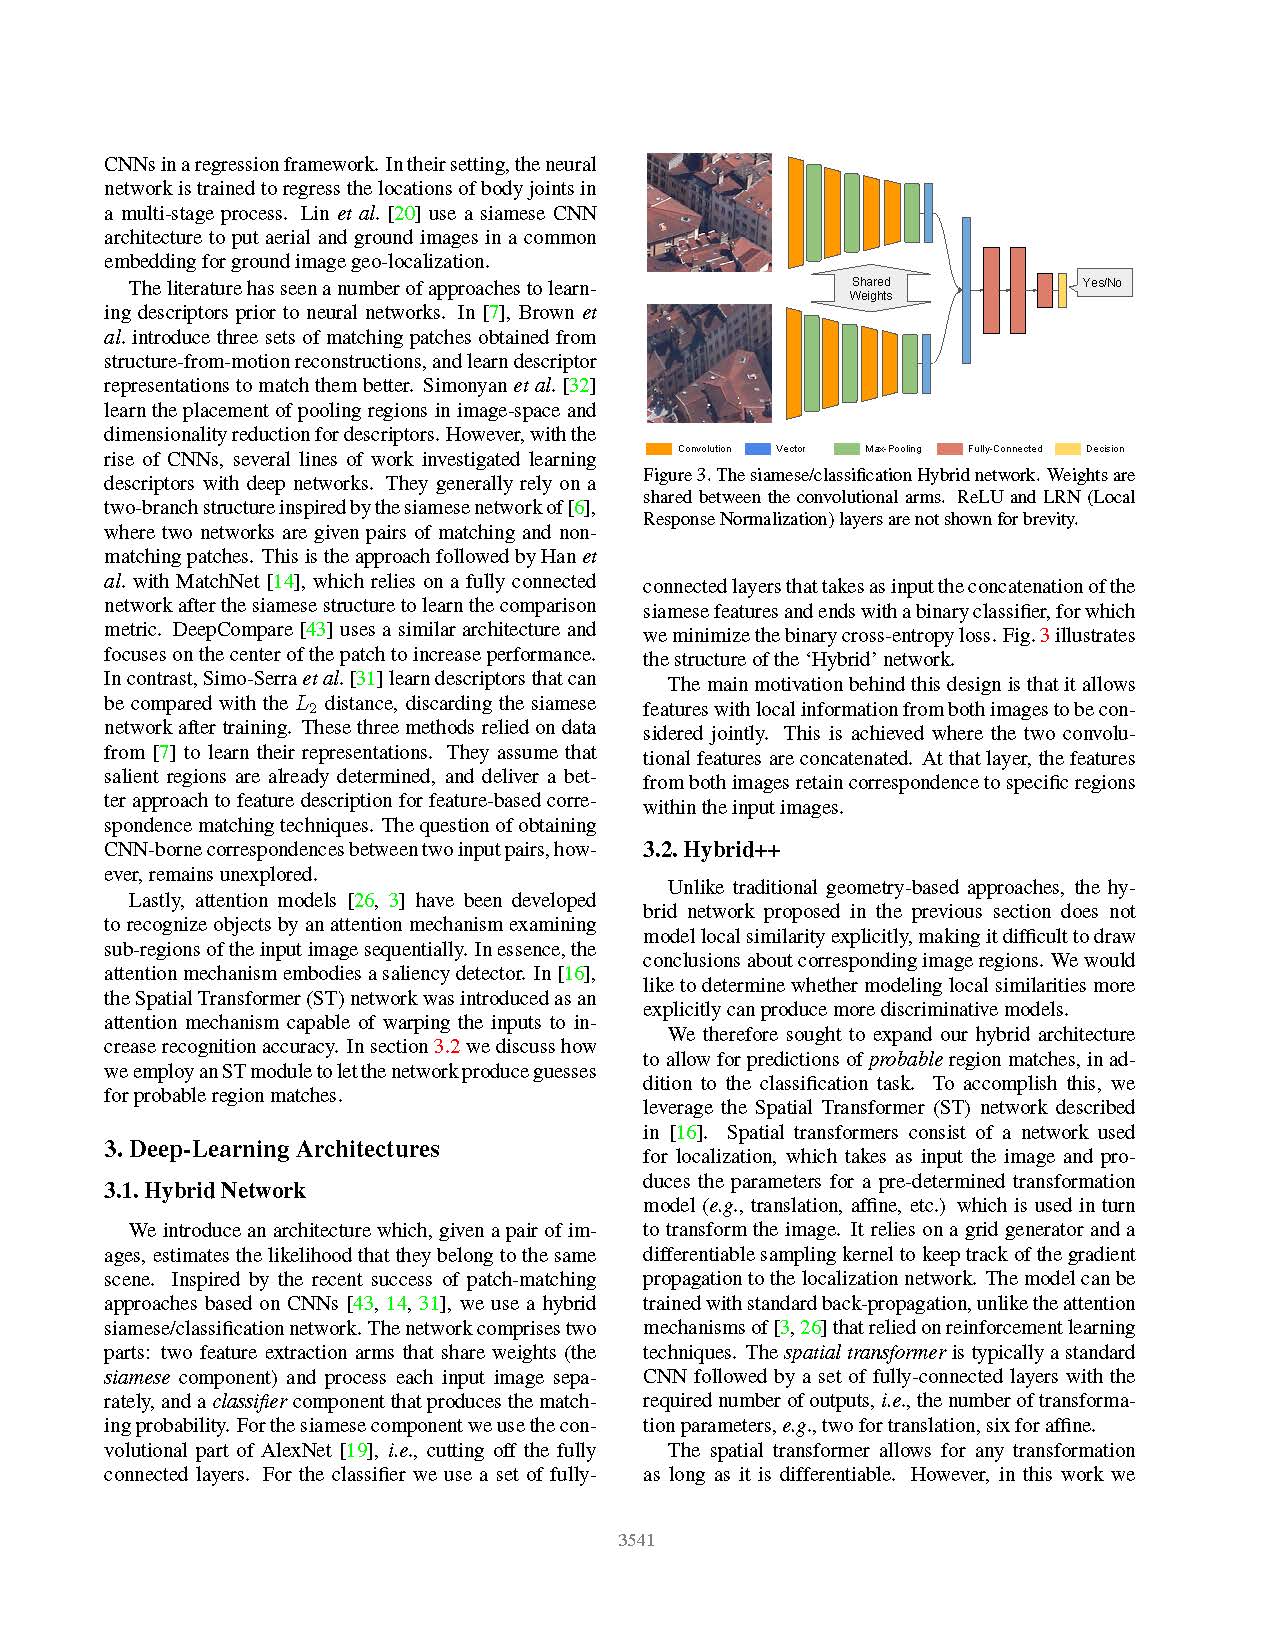 CNNs in a regression framework. In their setting, the neural
network is trained to regress the locations of body joints in
a multi-stage process. Lin et al. [20] use a siamese CNN
architecture to put aerial and ground images in a common
embedding for ground image geo-localization.
The literature has seen a number of approaches to learn-
ing descriptors prior to neural networks. In [7], Brown et
al. introduce three sets of matching patches obtained from
structure-from-motion reconstructions, and learn descriptor
representations to match them better. Simonyan et al. [32]
learn the placement of pooling regions in image-space and
dimensionality reduction for descriptors. However, with the
rise of CNNs, several lines of work investigated learning
descriptors with deep networks. They generally rely on a
two-branch structure inspired by the siamese network of [6],
where two networks are given pairs of matching and non-
matching patches. This is the approach followed by Han et
al. with MatchNet [14], which relies on a fully connected
network after the siamese structure to learn the comparison
metric. DeepCompare [43] uses a similar architecture and
focuses on the center of the patch to increase performance.
In contrast, Simo-Serra et al. [31] learn descriptors that can
be compared with the L2 distance, discarding the siamese
network after training. These three methods relied on data
from [7] to learn their representations. They assume that
salient regions are already determined, and deliver a bet-
ter approach to feature description for feature-based corre-
spondence matching techniques. The question of obtaining
CNN-borne correspondences between two input pairs, how-
ever, remains unexplored.
Lastly, attention models [26, 3] have been developed
to recognize objects by an attention mechanism examining
sub-regions of the input image sequentially. In essence, the
attention mechanism embodies a saliency detector. In [16],
the Spatial Transformer (ST) network was introduced as an
attention mechanism capable of warping the inputs to in-
crease recognition accuracy. In section 3.2 we discuss how
we employ an ST module to let the network produce guesses
for probable region matches.
3. Deep-Learning Architectures
3.1. Hybrid Network
We introduce an architecture which, given a pair of im-
ages, estimates the likelihood that they belong to the same
scene. Inspired by the recent success of patch-matching
approaches based on CNNs [43, 14, 31], we use a hybrid
siamese/classification network. The network comprises two
parts: two feature extraction arms that share weights (the
siamese component) and process each input image sepa-
rately, and a classifier component that produces the match-
ing probability. For the siamese component we use the con-
volutional part of AlexNet [19], i.e., cutting off the fully
connected layers. For the classifier we use a set of fully-
Shared
Weights
Yes/No
Convolution Vector Max-Pooling Fully-Connected Decision
Figure 3. The siamese/classification Hybrid network. Weights are
shared between the convolutional arms. ReLU and LRN (Local
Response Normalization) layers are not shown for brevity.
connected layers that takes as input the concatenation of the
siamese features and ends with a binary classifier, for which
we minimize the binary cross-entropy loss. Fig. 3 illustrates
the structure of the ‘Hybrid’ network.
The main motivation behind this design is that it allows
features with local information from both images to be con-
sidered jointly. This is achieved where the two convolu-
tional features are concatenated. At that layer, the features
from both images retain correspondence to specific regions
within the input images.
3.2. Hybrid++
Unlike traditional geometry-based approaches, the hy-
brid network proposed in the previous section does not
model local similarity explicitly, making it difficult to draw
conclusions about corresponding image regions. We would
like to determine whether modeling local similarities more
explicitly can produce more discriminative models.
We therefore sought to expand our hybrid architecture
to allow for predictions of probable region matches, in ad-
dition to the classification task. To accomplish this, we
leverage the Spatial Transformer (ST) network described
in [16]. Spatial transformers consist of a network used
for localization, which takes as input the image and pro-
duces the parameters for a pre-determined transformation
model (e.g., translation, affine, etc.) which is used in turn
to transform the image. It relies on a grid generator and a
differentiable sampling kernel to keep track of the gradient
propagation to the localization network. The model can be
trained with standard back-propagation, unlike the attention
mechanisms of [3, 26] that relied on reinforcement learning
techniques. The spatial transformer is typically a standard
CNN followed by a set of fully-connected layers with the
required number of outputs, i.e., the number of transforma-
tion parameters, e.g., two for translation, six for affine.
The spatial transformer allows for any transformation
as long as it is differentiable. However, in this work we
3541